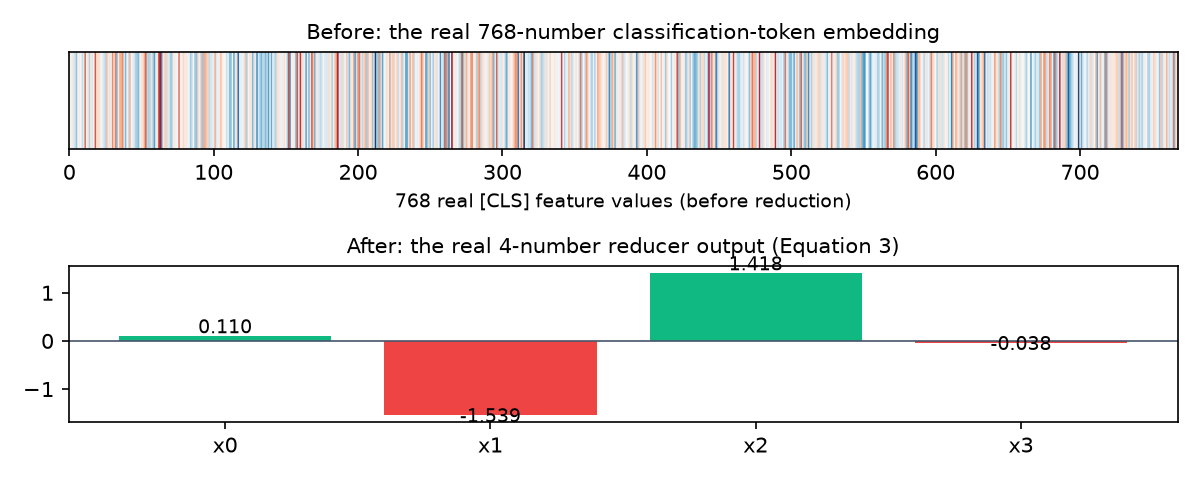 Before: the real 768-number classification-token embedding
0 100 200 300 400 500 600 700
768 real [CLS] feature values (before reduction)
After: the real 4-number reducer output (Equation 3)
1.418
1
0.110
0
-0.038
−1
-1.539
x0 x1 x2 x3